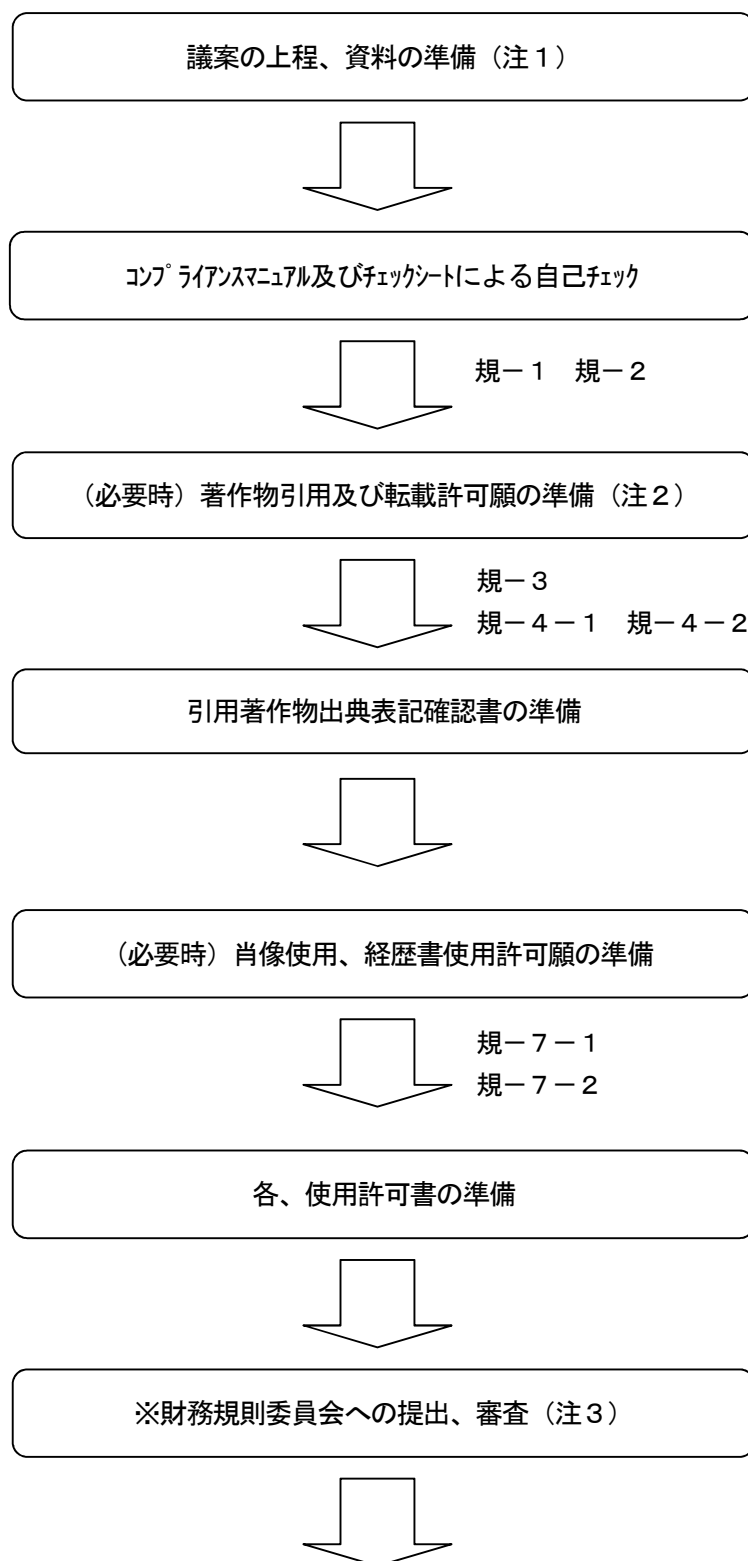 議案の上程、資料の準備（注１）
ｺﾝﾌﾟﾗｲｱﾝｽﾏﾆｭｱﾙ及びﾁｪｯｸｼｰﾄによる自己ﾁｪｯｸ
規－１　規－２
（必要時）著作物引用及び転載許可願の準備（注２）
規－３
規－４－１　規－４－２
引用著作物出典表記確認書の準備
（必要時）肖像使用、経歴書使用許可願の準備
規－７－１
規－７－２
各、使用許可書の準備
※財務規則委員会への提出、審査（注３）